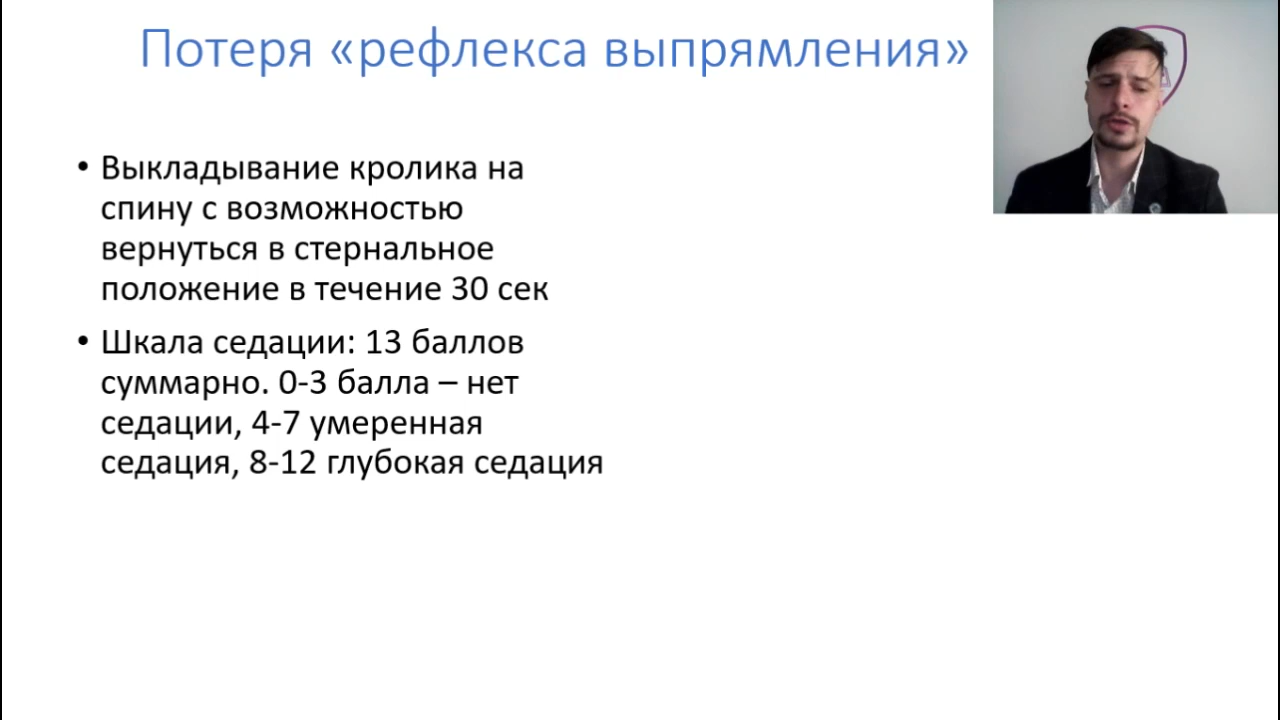 Потеря «рефлекса выпрямления»
• Выкладывание кролика на
спину с возможностью
вернуться в стернальное
положение в течение 30 сек
• Шкала седации: 13 баллов
суммарно. 0-3 балла – нет
седации, 4-7 умеренная
седация, 8-12 глубокая седация